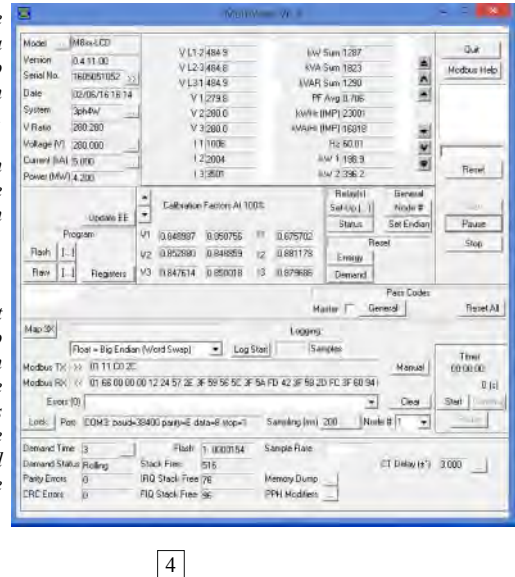 Model M8xx-LCD
Version 0.4 11.00
Serial No. 1605051052 >>
Date 02/06/16 16:14
System 3ph4w
V Ratio 280.280
Voltage (V) 280.000
Current (kA) 5.000
Power (MW) 4.200
V L1-2 484.9
V L2-3 484.8
V L3-1 484.9
V 1 279.8
V 2 280.0
V 3 280.0
I 1 1006
I 2 2004
I 3 3501
kW Sum 1287
kVA Sum 1823
kVAR Sum 1290
PF Avg 0.706
kWHr (IMP) 23001
kVAHr (IMP) 16818
Hz 60.01
kW 1 198.9
kW 2 396.2
Quit
Modbus Help
Reset
Pause
Stop
Update EE
Program
Flash [...]
Raw [...] Registers
Calibration Factors At 100%
V1 0.848987 0.850756 I1 0.875702
V2 0.852880 0.848859 I2 0.881178
V3 0.847614 0.850018 I3 0.879686
Relay(s) General
Set-Up [...] Node #
Status Set Endian
Reset
Energy
Demand
Pass Codes
Master General Reset All
Map
Logging:
Float = Big Endian (Word Swap) Log Start Samples
Modbus TX >> 01 11 C0 2C Manual
Modbus RX << 01 66 00 00 00 12 24 57 2E 3F 59 56 5C 3F 5A FD 42 3F 58 2D FC 3F 60 94
Errors (0) Clear
Timer
00:00:00
0 (s)
Start
Lock Port COM3: baud=38400 parity=E data=8 stop=1 Sampling (ms) 200 Node # 1
Demand Time 3 Flash 1 0000154 Sample Rate
Demand Status Rolling Stack Free 516 CT Delay (+°) 3.000
Parity Errors 0 IRQ Stack Free 76 Memory Dump
CRC Errors 0 FIQ Stack Free 96 PPH Modifiers
4